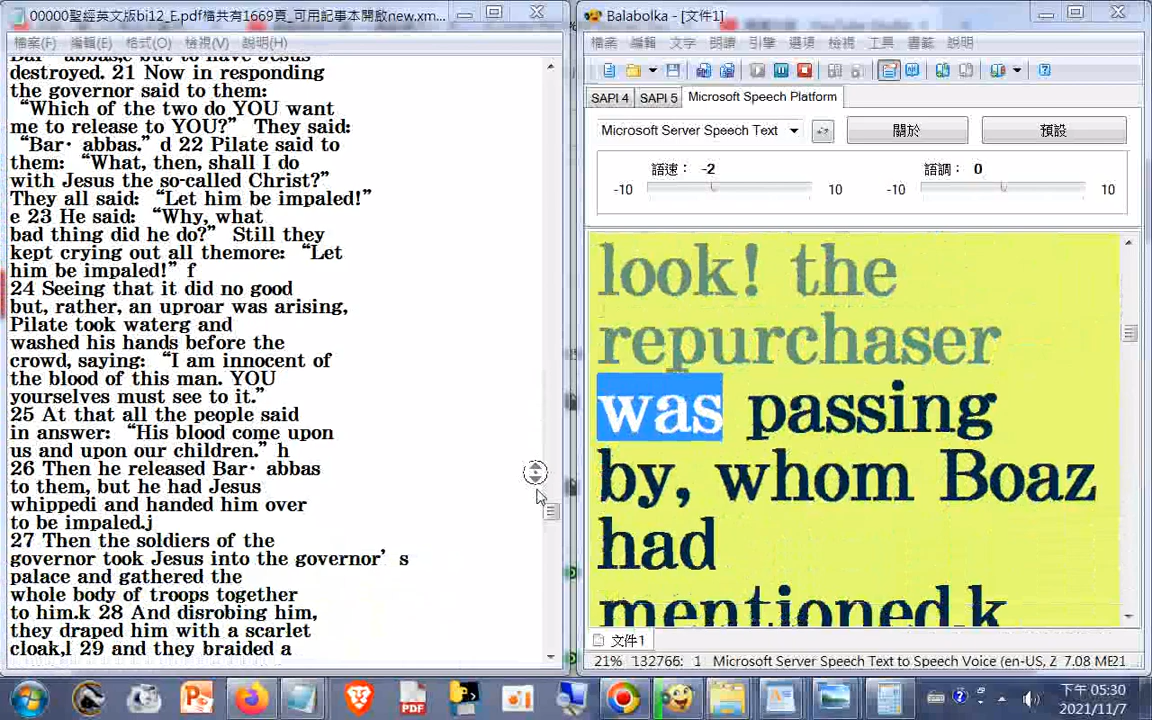 00000聖經英文版bi12_E.pdf檔共有1669頁_可用記事本開啟new.xm...
檔案(F) 編輯(E) 格式(O) 檢視(V) 說明(H)
Bar· abbas,c but to have Jesus
destroyed. 21 Now in responding
the governor said to them:
“Which of the two do YOU want
me to release to YOU?” They said:
“Bar· abbas.” d 22 Pilate said to
them: “What, then, shall I do
with Jesus the so-called Christ?”
They all said: “Let him be impaled!”
e 23 He said: “Why, what
bad thing did he do?” Still they
kept crying out all themore: “Let
him be impaled!” f
24 Seeing that it did no good
but, rather, an uproar was arising,
Pilate took waterg and
washed his hands before the
crowd, saying: “I am innocent of
the blood of this man. YOU
yourselves must see to it.”
25 At that all the people said
in answer: “His blood come upon
us and upon our children.” h
26 Then he released Bar· abbas
to them, but he had Jesus
whippedi and handed him over
to be impaled.j
27 Then the soldiers of the
governor took Jesus into the governor’s
palace and gathered the
whole body of troops together
to him.k 28 And disrobing him,
they draped him with a scarlet
cloak,l 29 and they braided a
Balabolka - [文件1]
檔案 編輯 文字 朗讀 引擎 選項 檢視 工具 書籤 說明
SAPI 4 SAPI 5 Microsoft Speech Platform
Microsoft Server Speech Text 關於 預設
語速: -2 語調: 0
-10 10 -10 10
look! the
repurchaser
was passing
by, whom Boaz
had
mentioned.k
文件1
21% 132766: 1 Microsoft Server Speech Text to Speech Voice (en-US, Z 7.08 ME21
下午 05:30
2021/11/7